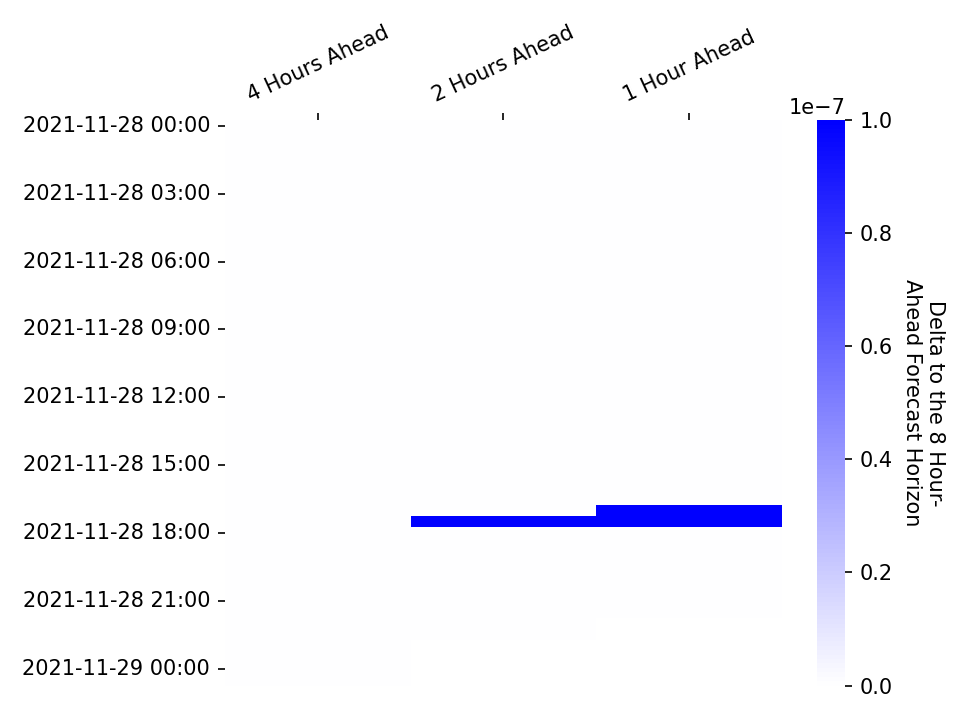 4 Hours Ahead
2 Hours Ahead
1 Hour Ahead
1e−7
2021-11-28 00:00
2021-11-28 03:00
2021-11-28 06:00
2021-11-28 09:00
2021-11-28 12:00
2021-11-28 15:00
2021-11-28 18:00
2021-11-28 21:00
2021-11-29 00:00
1.0
0.8
0.6
0.4
0.2
0.0
Delta to the 8 Hour-
Ahead Forecast Horizon